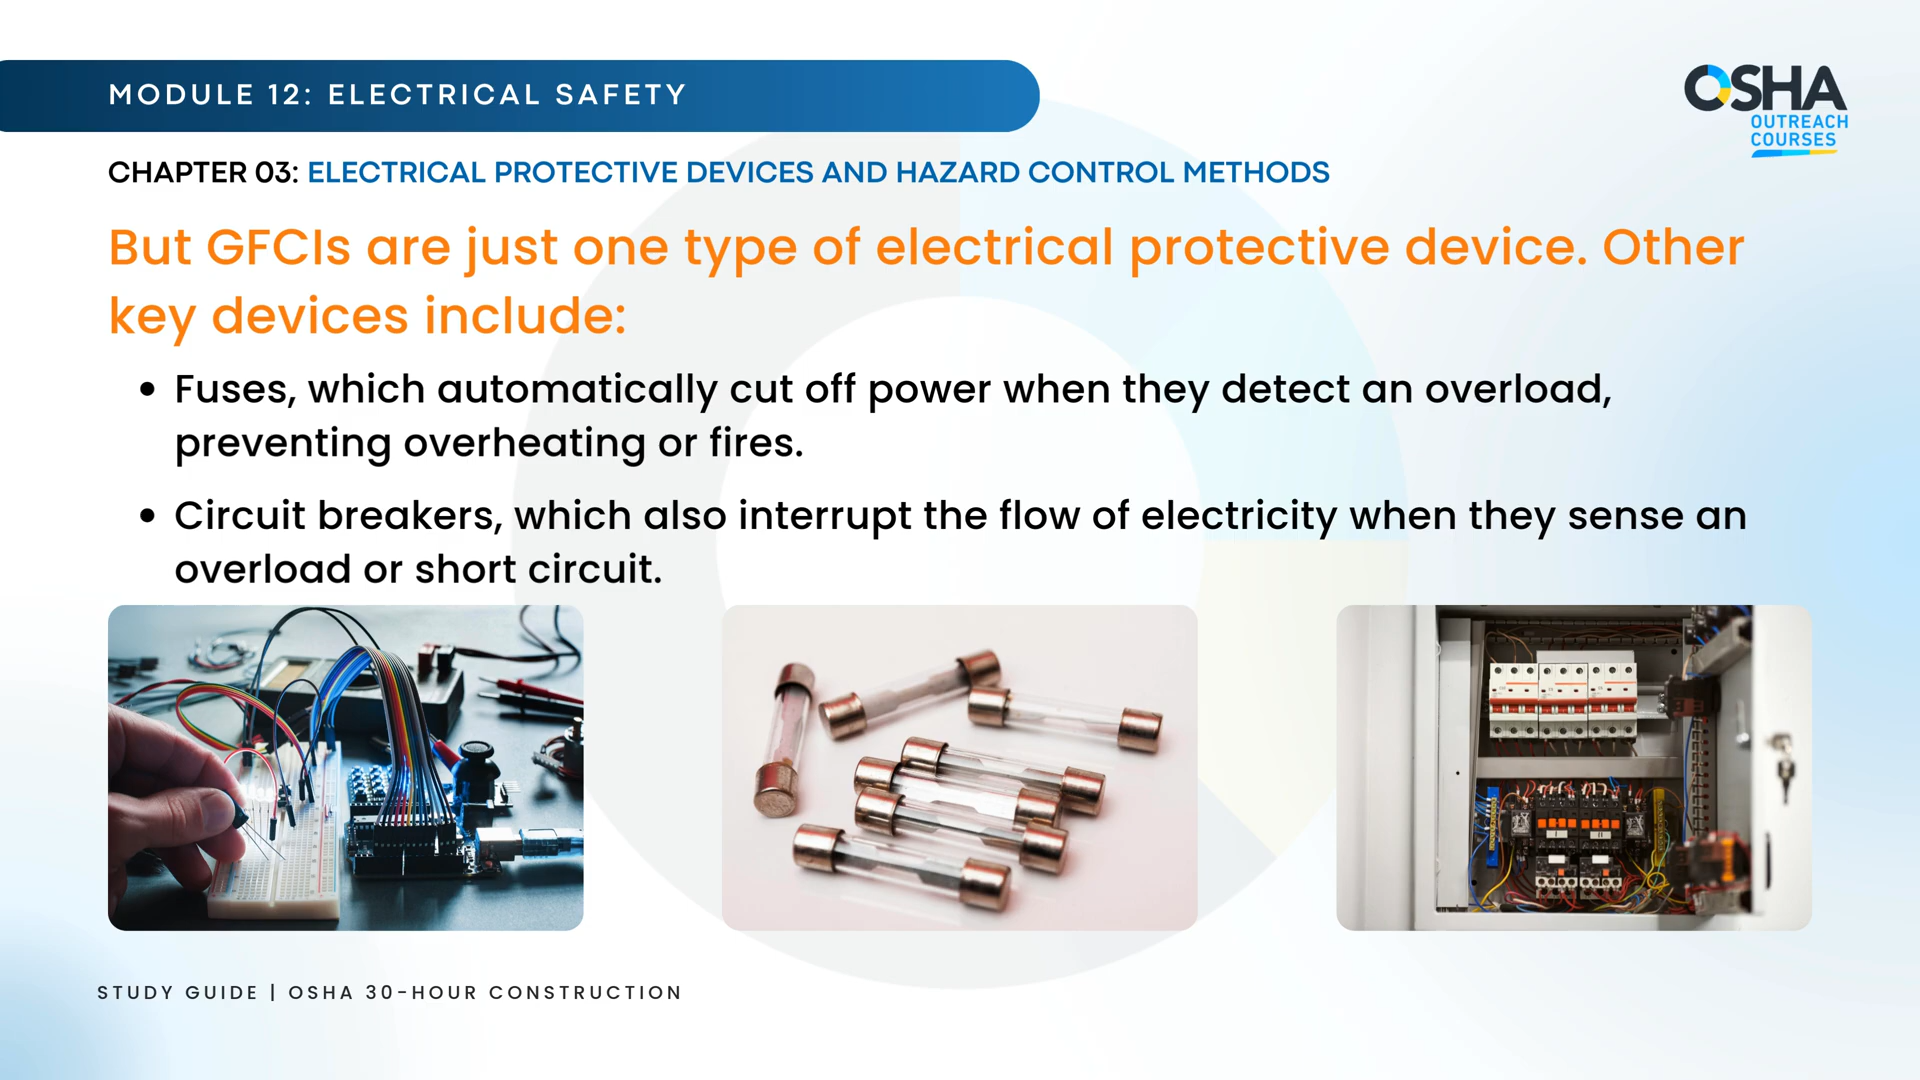 MODULE 12: ELECTRICAL SAFETY
OSHA
OUTREACH
COURSES
CHAPTER 03: ELECTRICAL PROTECTIVE DEVICES AND HAZARD CONTROL METHODS
But GFCIs are just one type of electrical protective device. Other
key devices include:
• Fuses, which automatically cut off power when they detect an overload,
preventing overheating or fires.
• Circuit breakers, which also interrupt the flow of electricity when they sense an
overload or short circuit.
STUDY GUIDE | OSHA 30-HOUR CONSTRUCTION